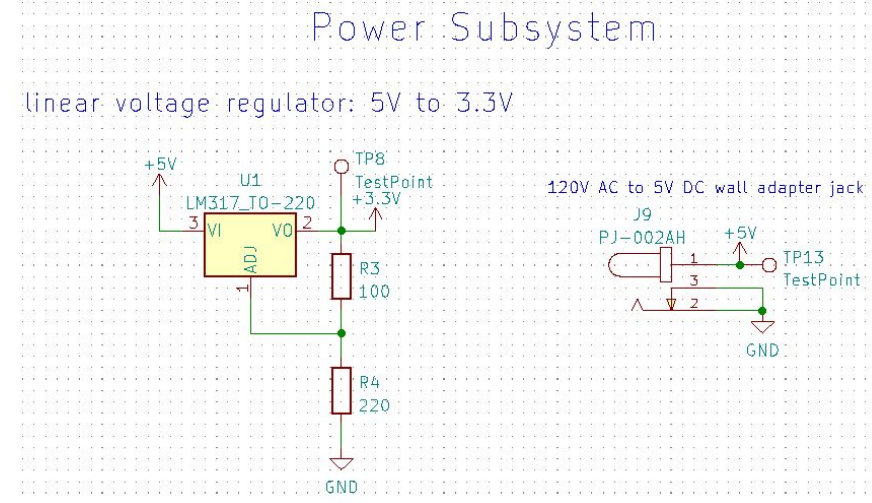 Power Subsystem
linear voltage regulator: 5V to 3.3V
+5V
U1
LM317_TO-220
3
VI
VO
2
ADJ
1
TP8
TestPoint
+3.3V
R3
100
R4
220
GND
120V AC to 5V DC wall adapter jack
J9
PJ-002AH
+5V
1
TP13
TestPoint
3
2
GND